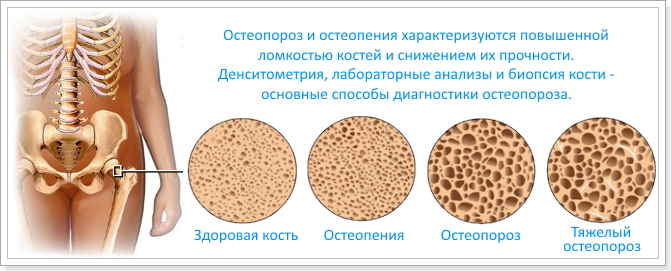 Остеопороз и остеопения характеризуются повышенной
ломкостью костей и снижением их прочности.
Денситометрия, лабораторные анализы и биопсия кости -
основные способы диагностики остеопороза.
Здоровая кость
Остеопения
Остеопороз
Тяжелый
остеопороз